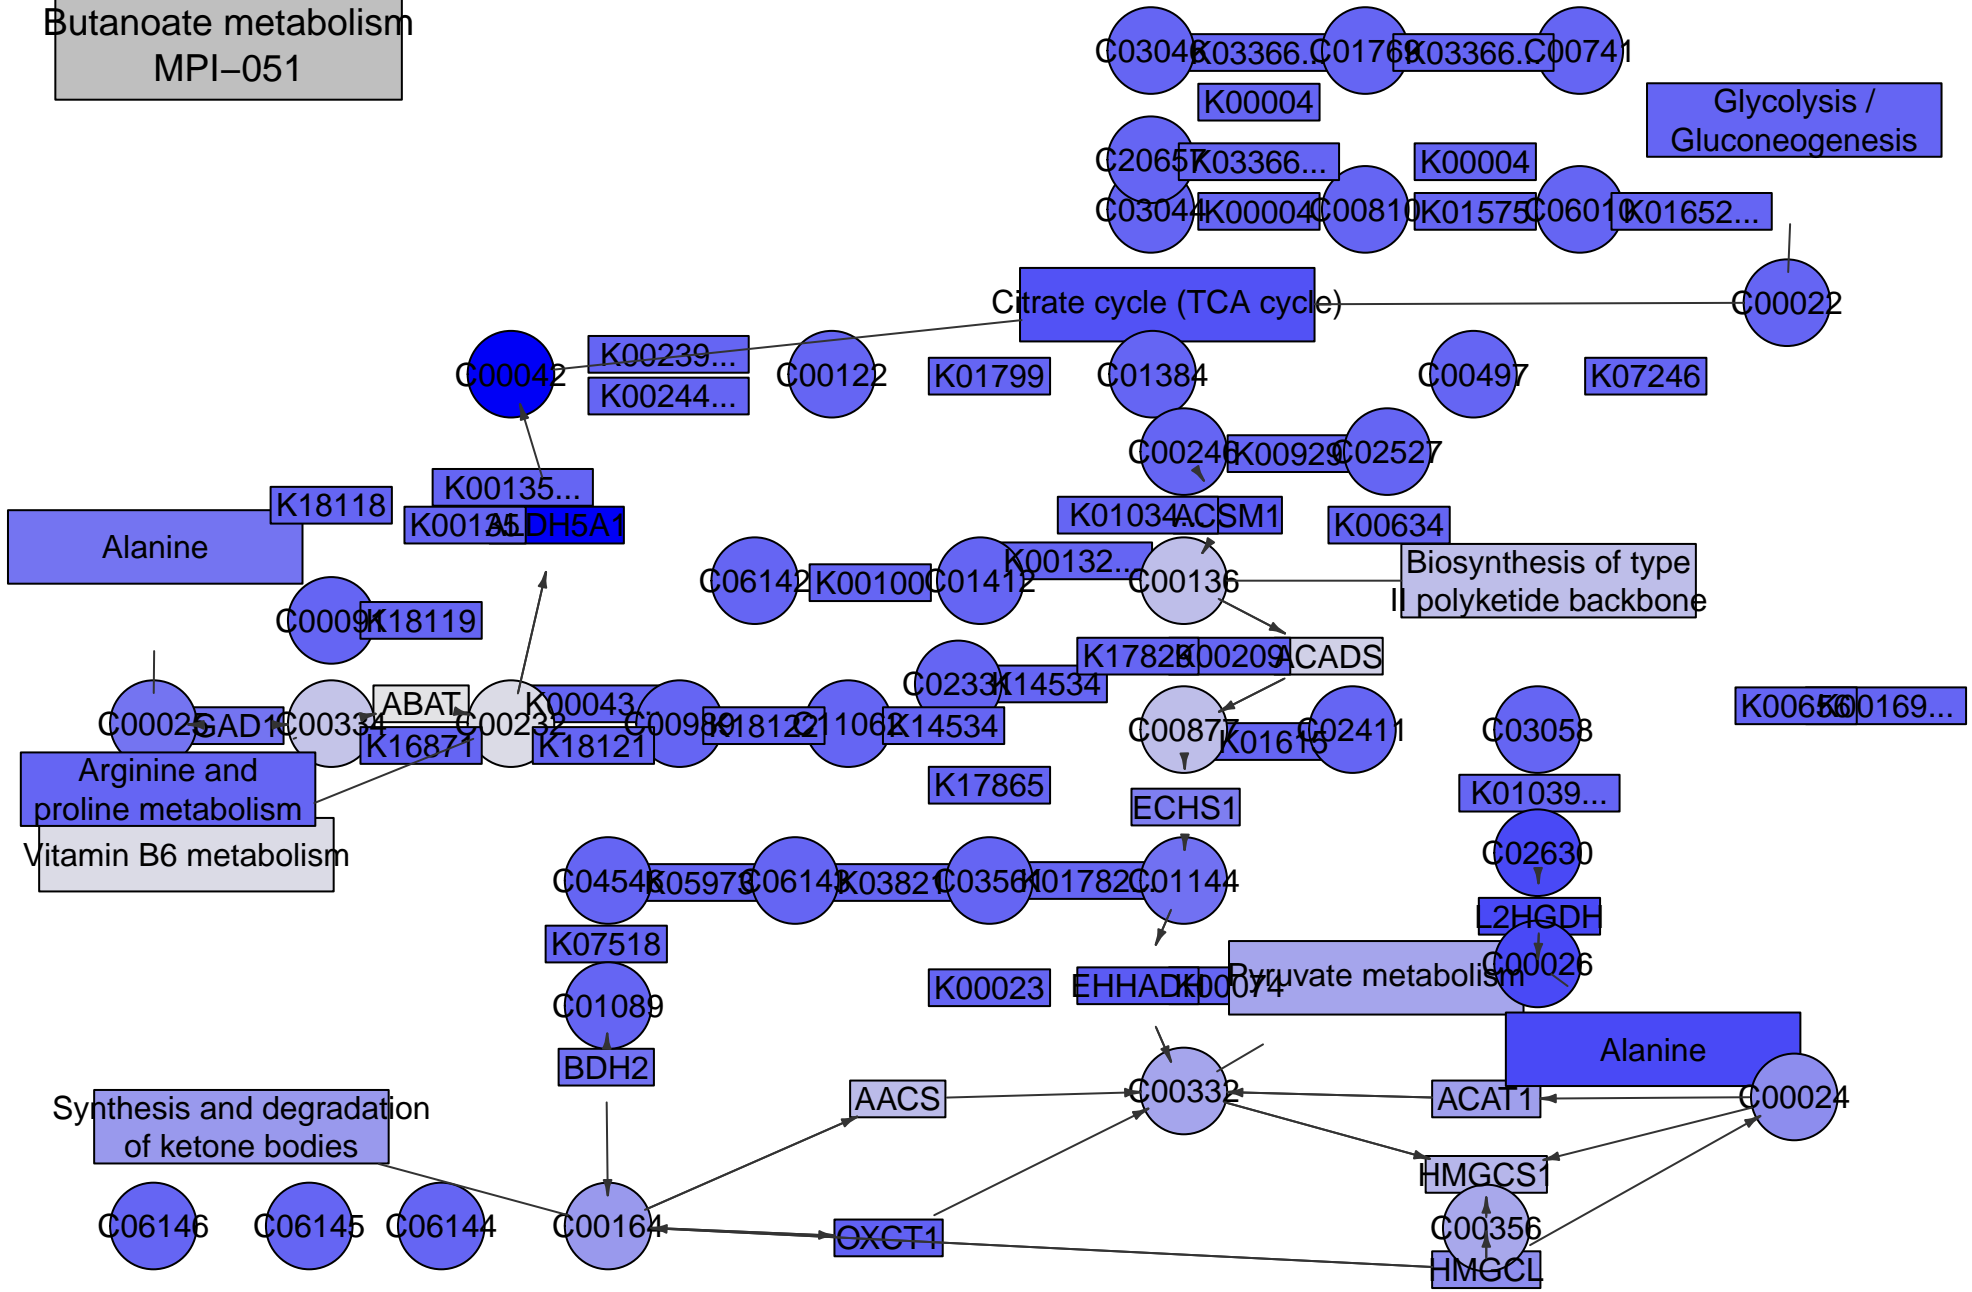 Butanoate metabolism
MPI−051
C03046
K03366...
C01769
K03366...
C00741
K00004
Glycolysis /
Gluconeogenesis
C20657
K03366...
K00004
C03044
K00004
C00810
K01575
C06010
K01652...
Citrate cycle (TCA cycle)
C00022
C00042
K00239...
K00244...
C00122
K01799
C01384
C00497
K07246
C00246
K00929
C02527
K18118
K00135...
K00135
ALDH5A1
K01034...
ACSM1
K00634
Alanine
C06142
K00100
C01412
K00132...
C00136
Biosynthesis of type
II polyketide backbone
C00091
K18119
K17829
K00209
ACADS
C02331
K14534
C00025
GAD1
C00334
ABAT
K16871
C00232
K00043...
K18121
C00989
K18122
C11062
K14534
C00877
K01615
C02411
C03058
K00656
K00169...
Arginine and
proline metabolism
K17865
ECHS1
K01039...
Vitamin B6 metabolism
C02630
C04546
K05973
C06143
K03821
C03561
K01782...
C01144
L2HGDH
K07518
C00026
Pyruvate metabolism
K00023
EHHADH
K00074
C01089
Alanine
BDH2
AACS
C00332
ACAT1
C00024
Synthesis and degradation
of ketone bodies
HMGCS1
C06146
C06145
C06144
C00164
OXCT1
C00356
HMGCL